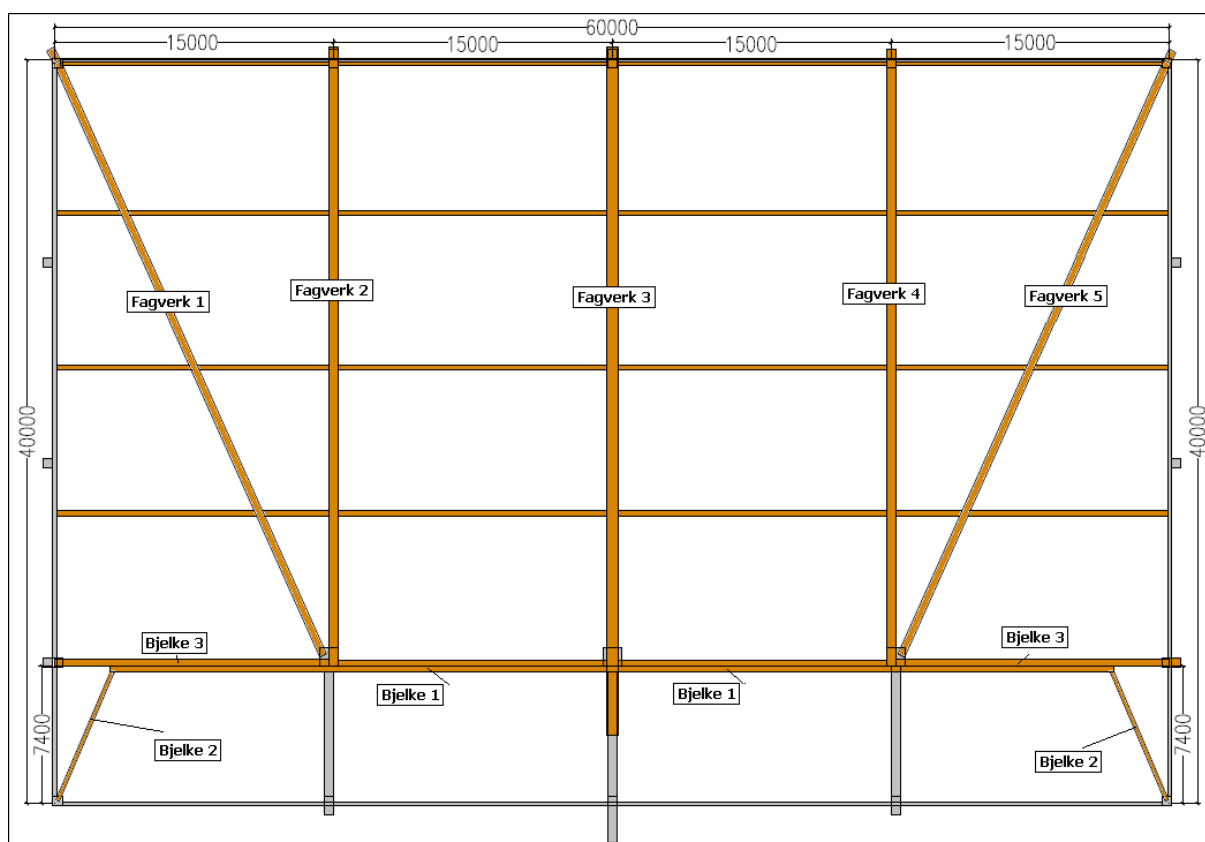 60000
15000
15000
15000
15000
Fagverk 1
Fagverk 2
Fagverk 3
Fagverk 4
Fagverk 5
40000
40000
Bjelke 3
Bjelke 3
Bjelke 1
Bjelke 1
7400
7400
Bjelke 2
Bjelke 2